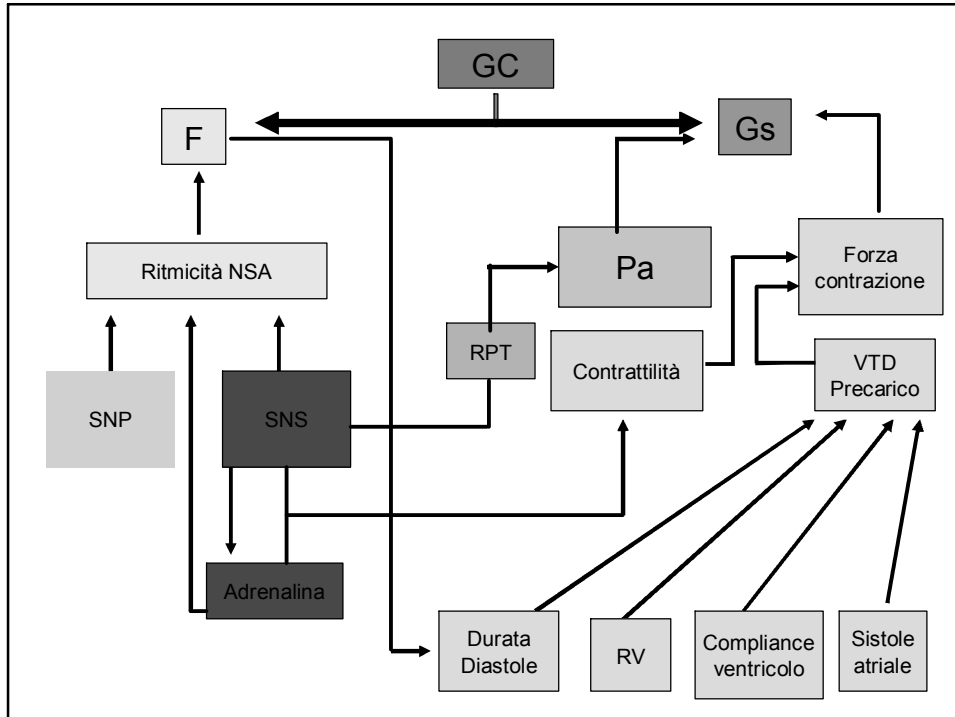 GC
F
Gs
Ritmicità NSA
Pa
Forza
contrazione
RPT
Contrattilità
VTD
Precarico
SNP
SNS
Adrenalina
Durata
Diastole
RV
Compliance
ventricolo
Sistole
atriale